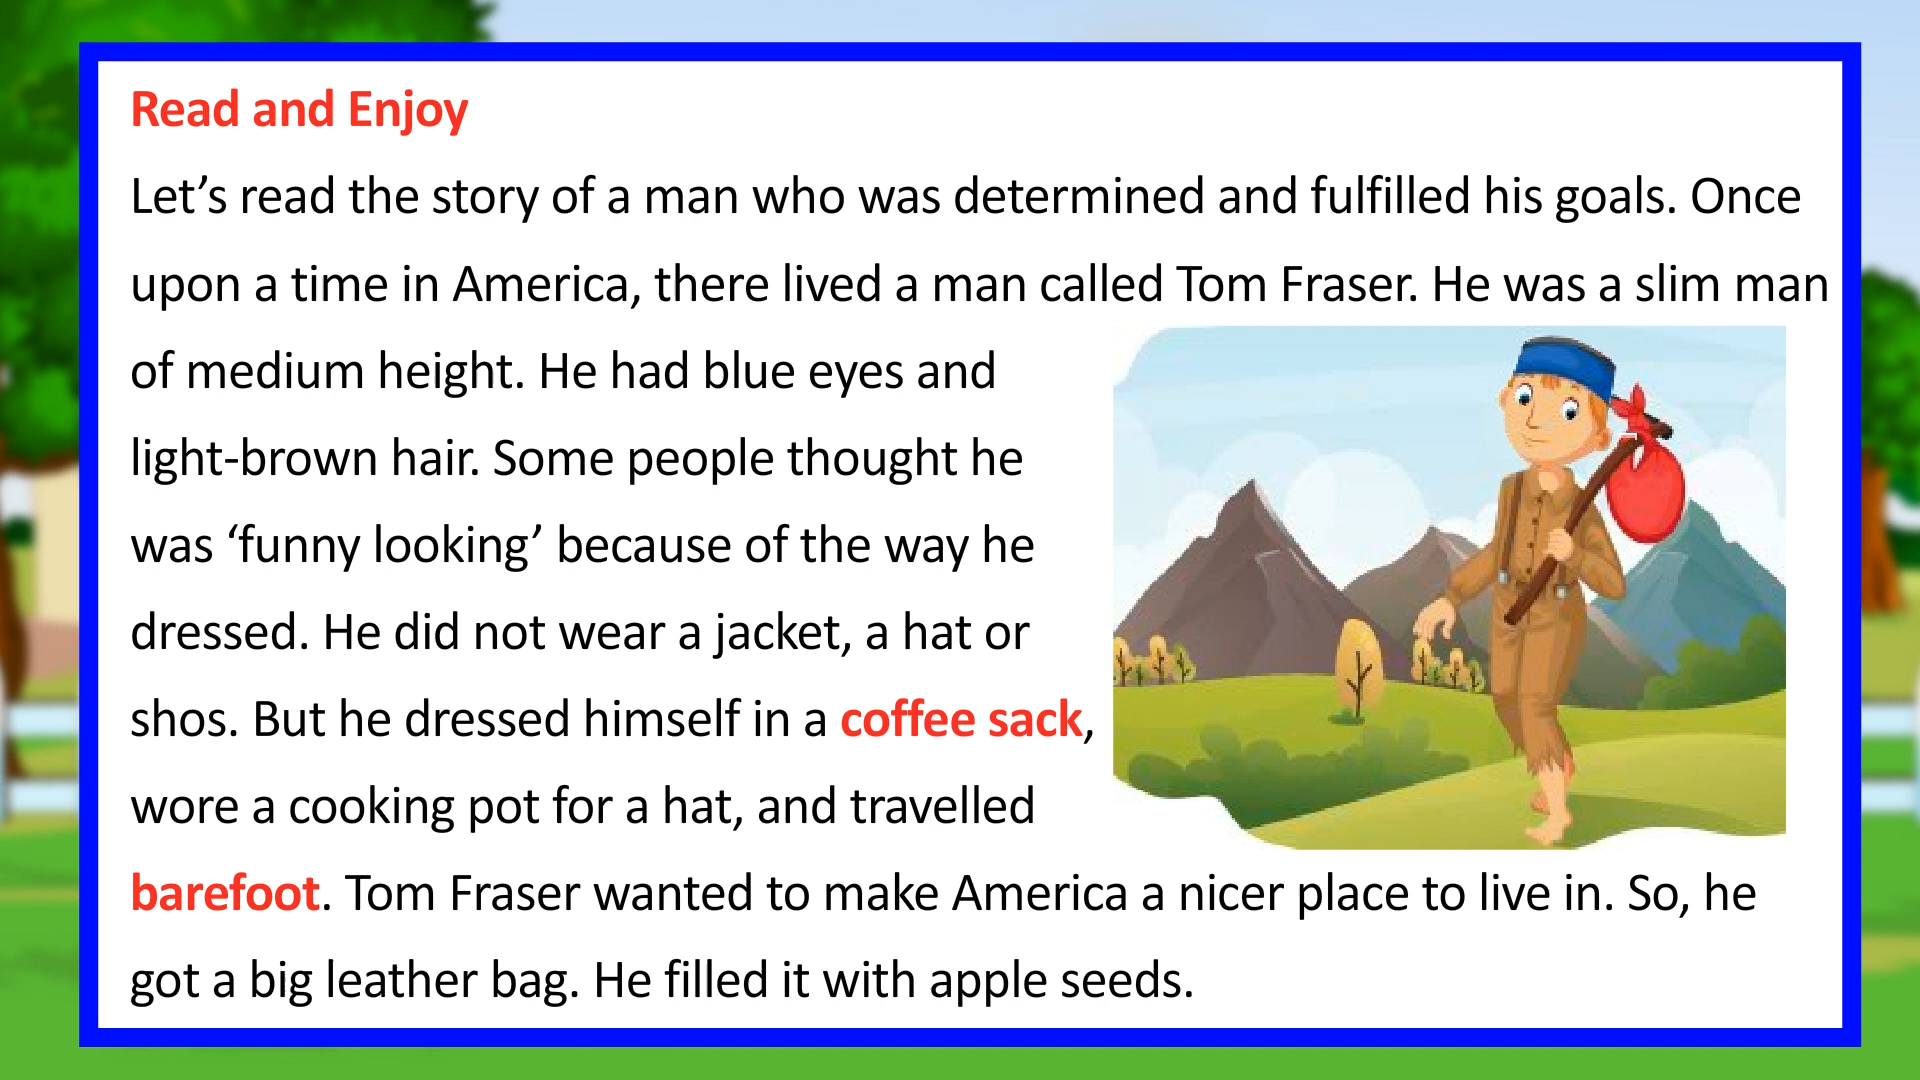 Read and Enjoy
Let’s read the story of a man who was determined and fulfilled his goals. Once
upon a time in America, there lived a man called Tom Fraser. He was a slim man
of medium height. He had blue eyes and
light-brown hair. Some people thought he
was ‘funny looking’ because of the way he
dressed. He did not wear a jacket, a hat or
shos. But he dressed himself in a coffee sack,
wore a cooking pot for a hat, and travelled
barefoot. Tom Fraser wanted to make America a nicer place to live in. So, he
got a big leather bag. He filled it with apple seeds.